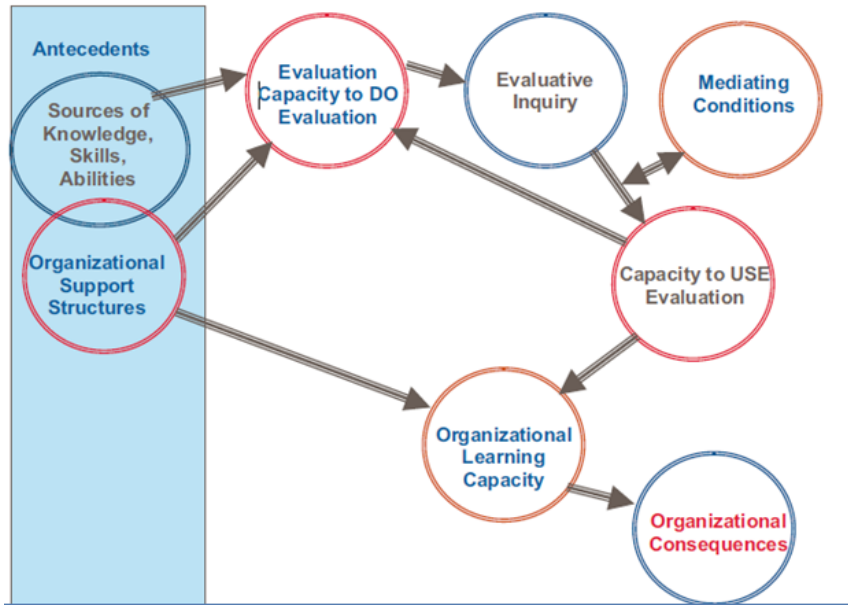 Antecedents
Sources of
Knowledge,
Skills,
Abilities
Organizational
Support
Structures
Evaluation
Capacity to DO
Evaluation
Evaluative
Inquiry
Mediating
Conditions
Capacity to USE
Evaluation
Organizational
Learning
Capacity
Organizational
Consequences